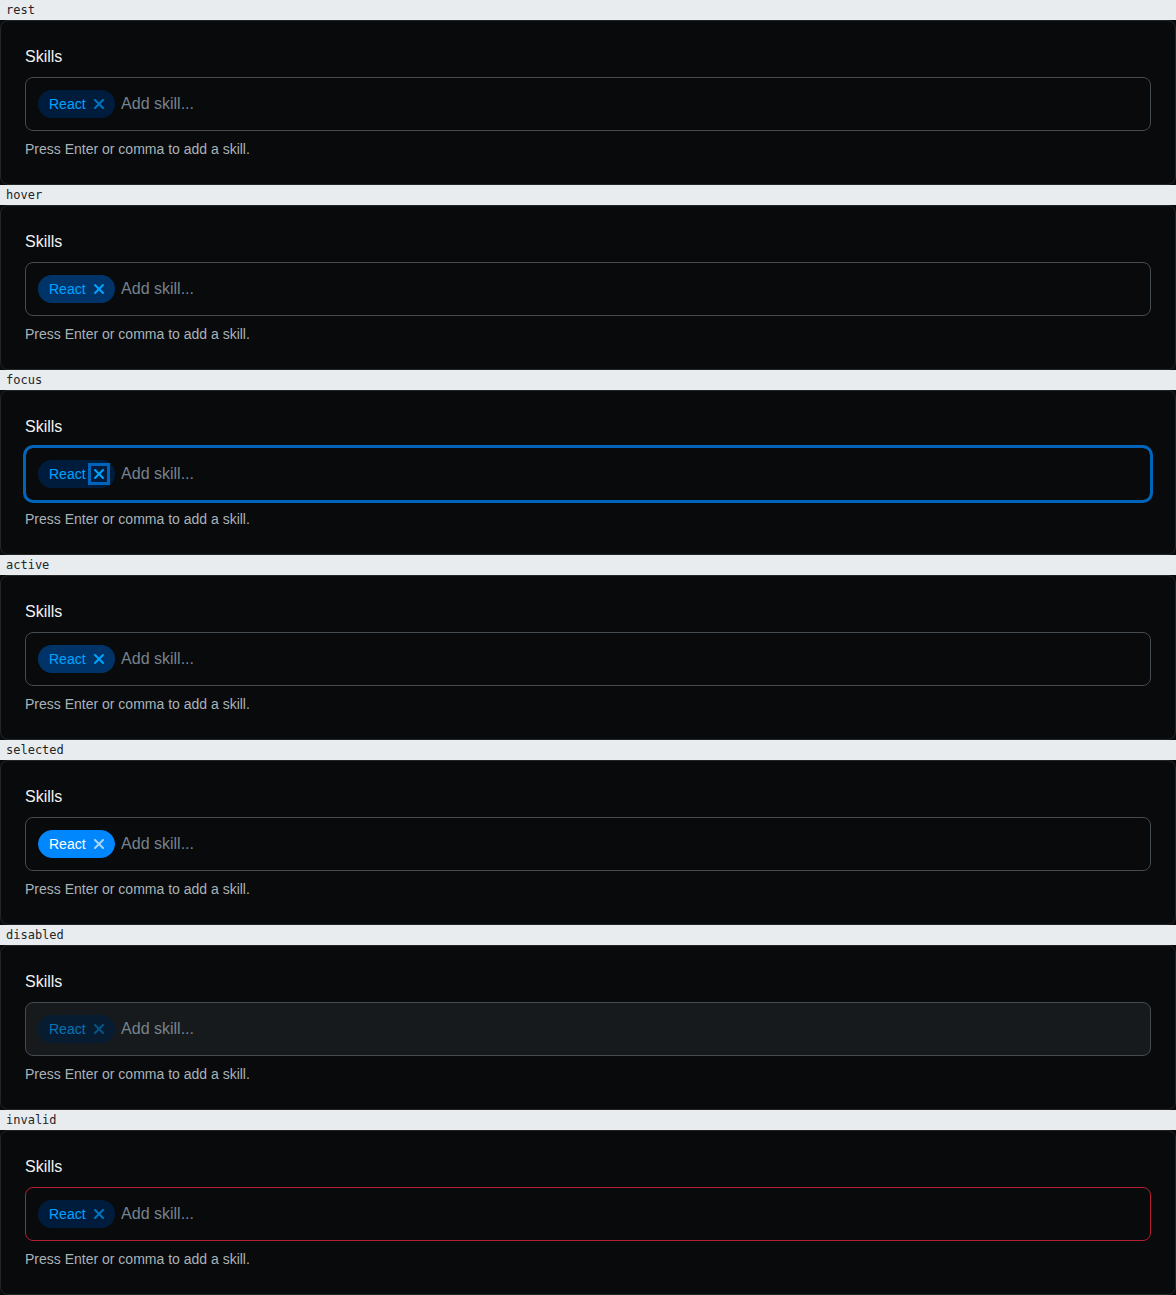 rest
Skills
React Add skill...
Press Enter or comma to add a skill.
hover
Skills
React Add skill...
Press Enter or comma to add a skill.
focus
Skills
React Add skill...
Press Enter or comma to add a skill.
active
Skills
React Add skill...
Press Enter or comma to add a skill.
selected
Skills
React Add skill...
Press Enter or comma to add a skill.
disabled
Skills
React Add skill...
Press Enter or comma to add a skill.
invalid
Skills
React Add skill...
Press Enter or comma to add a skill.